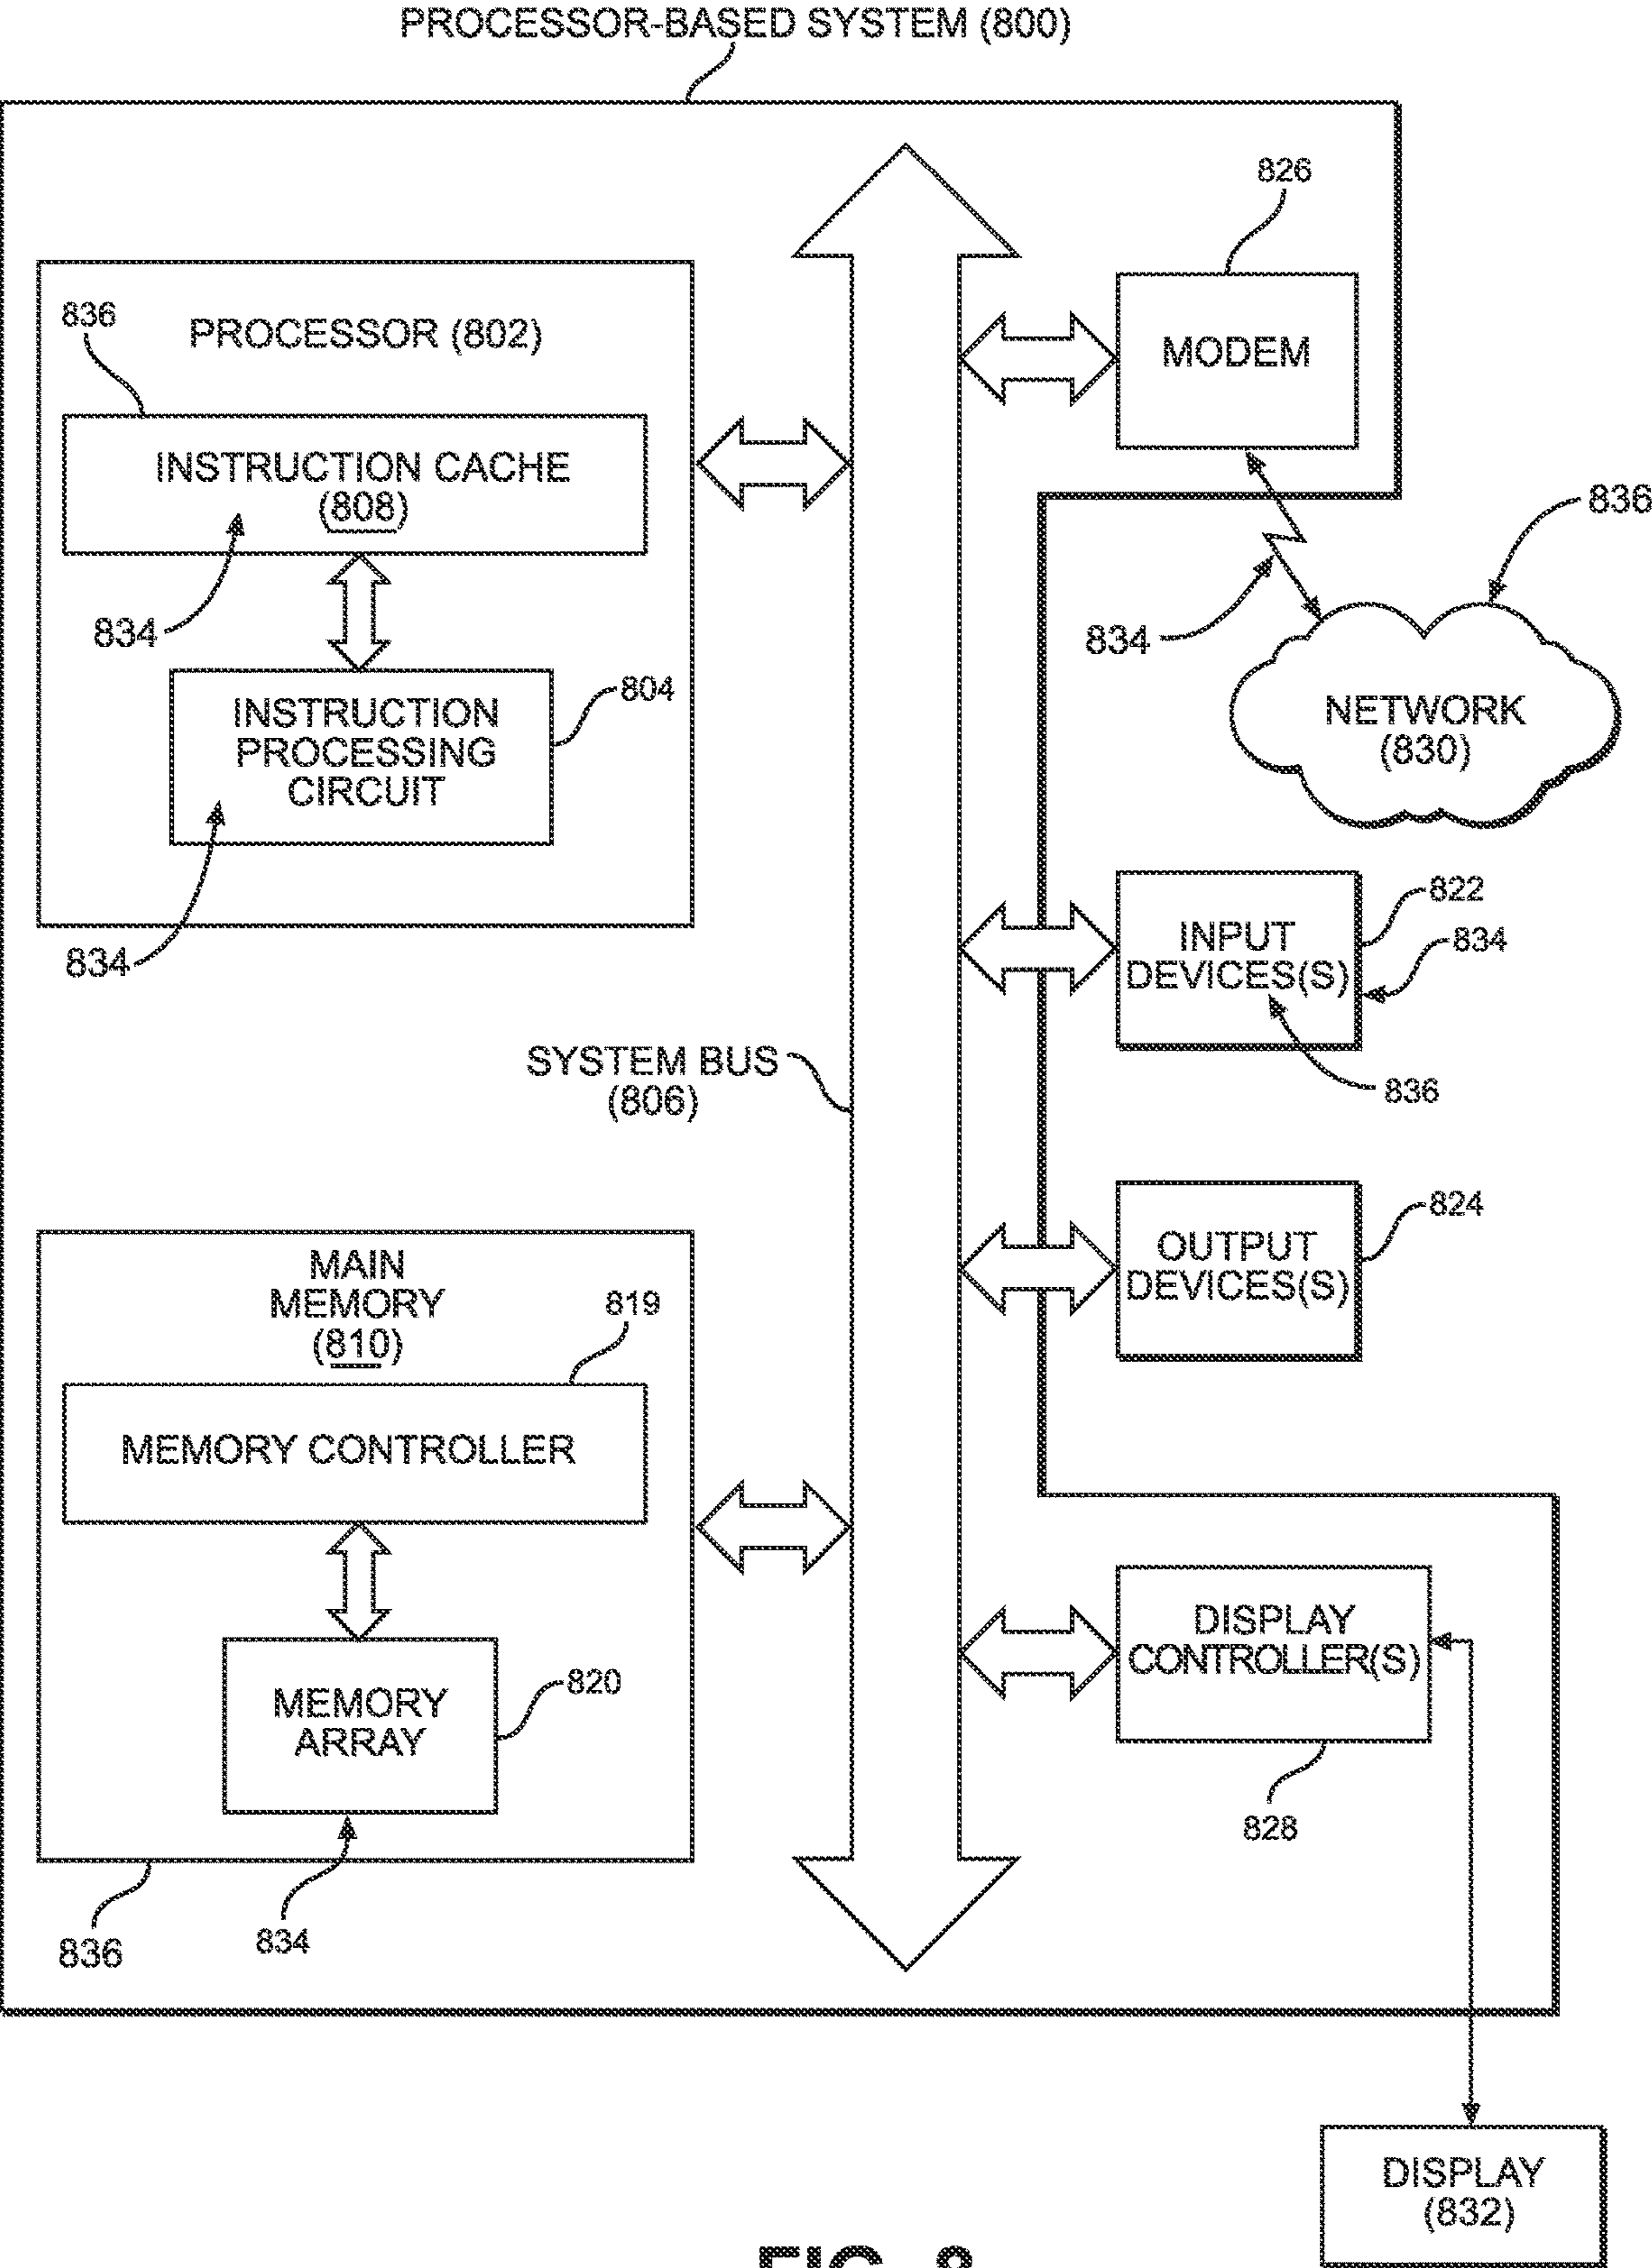 PROCESSOR-BASED SYSTEM (800)
826
836
PROCESSOR (802)
MODEM
INSTRUCTION CACHE
(808)
836
834
834
INSTRUCTION
PROCESSING
CIRCUIT
804
NETWORK
(830)
834
822
INPUT
DEVICES(S)
834
836
SYSTEM BUS
(806)
824
OUTPUT
DEVICES(S)
MAIN
MEMORY
(810)
819
MEMORY CONTROLLER
DISPLAY
CONTROLLER(S)
MEMORY
ARRAY
820
828
836
834
DISPLAY
(832)
FIG. 8